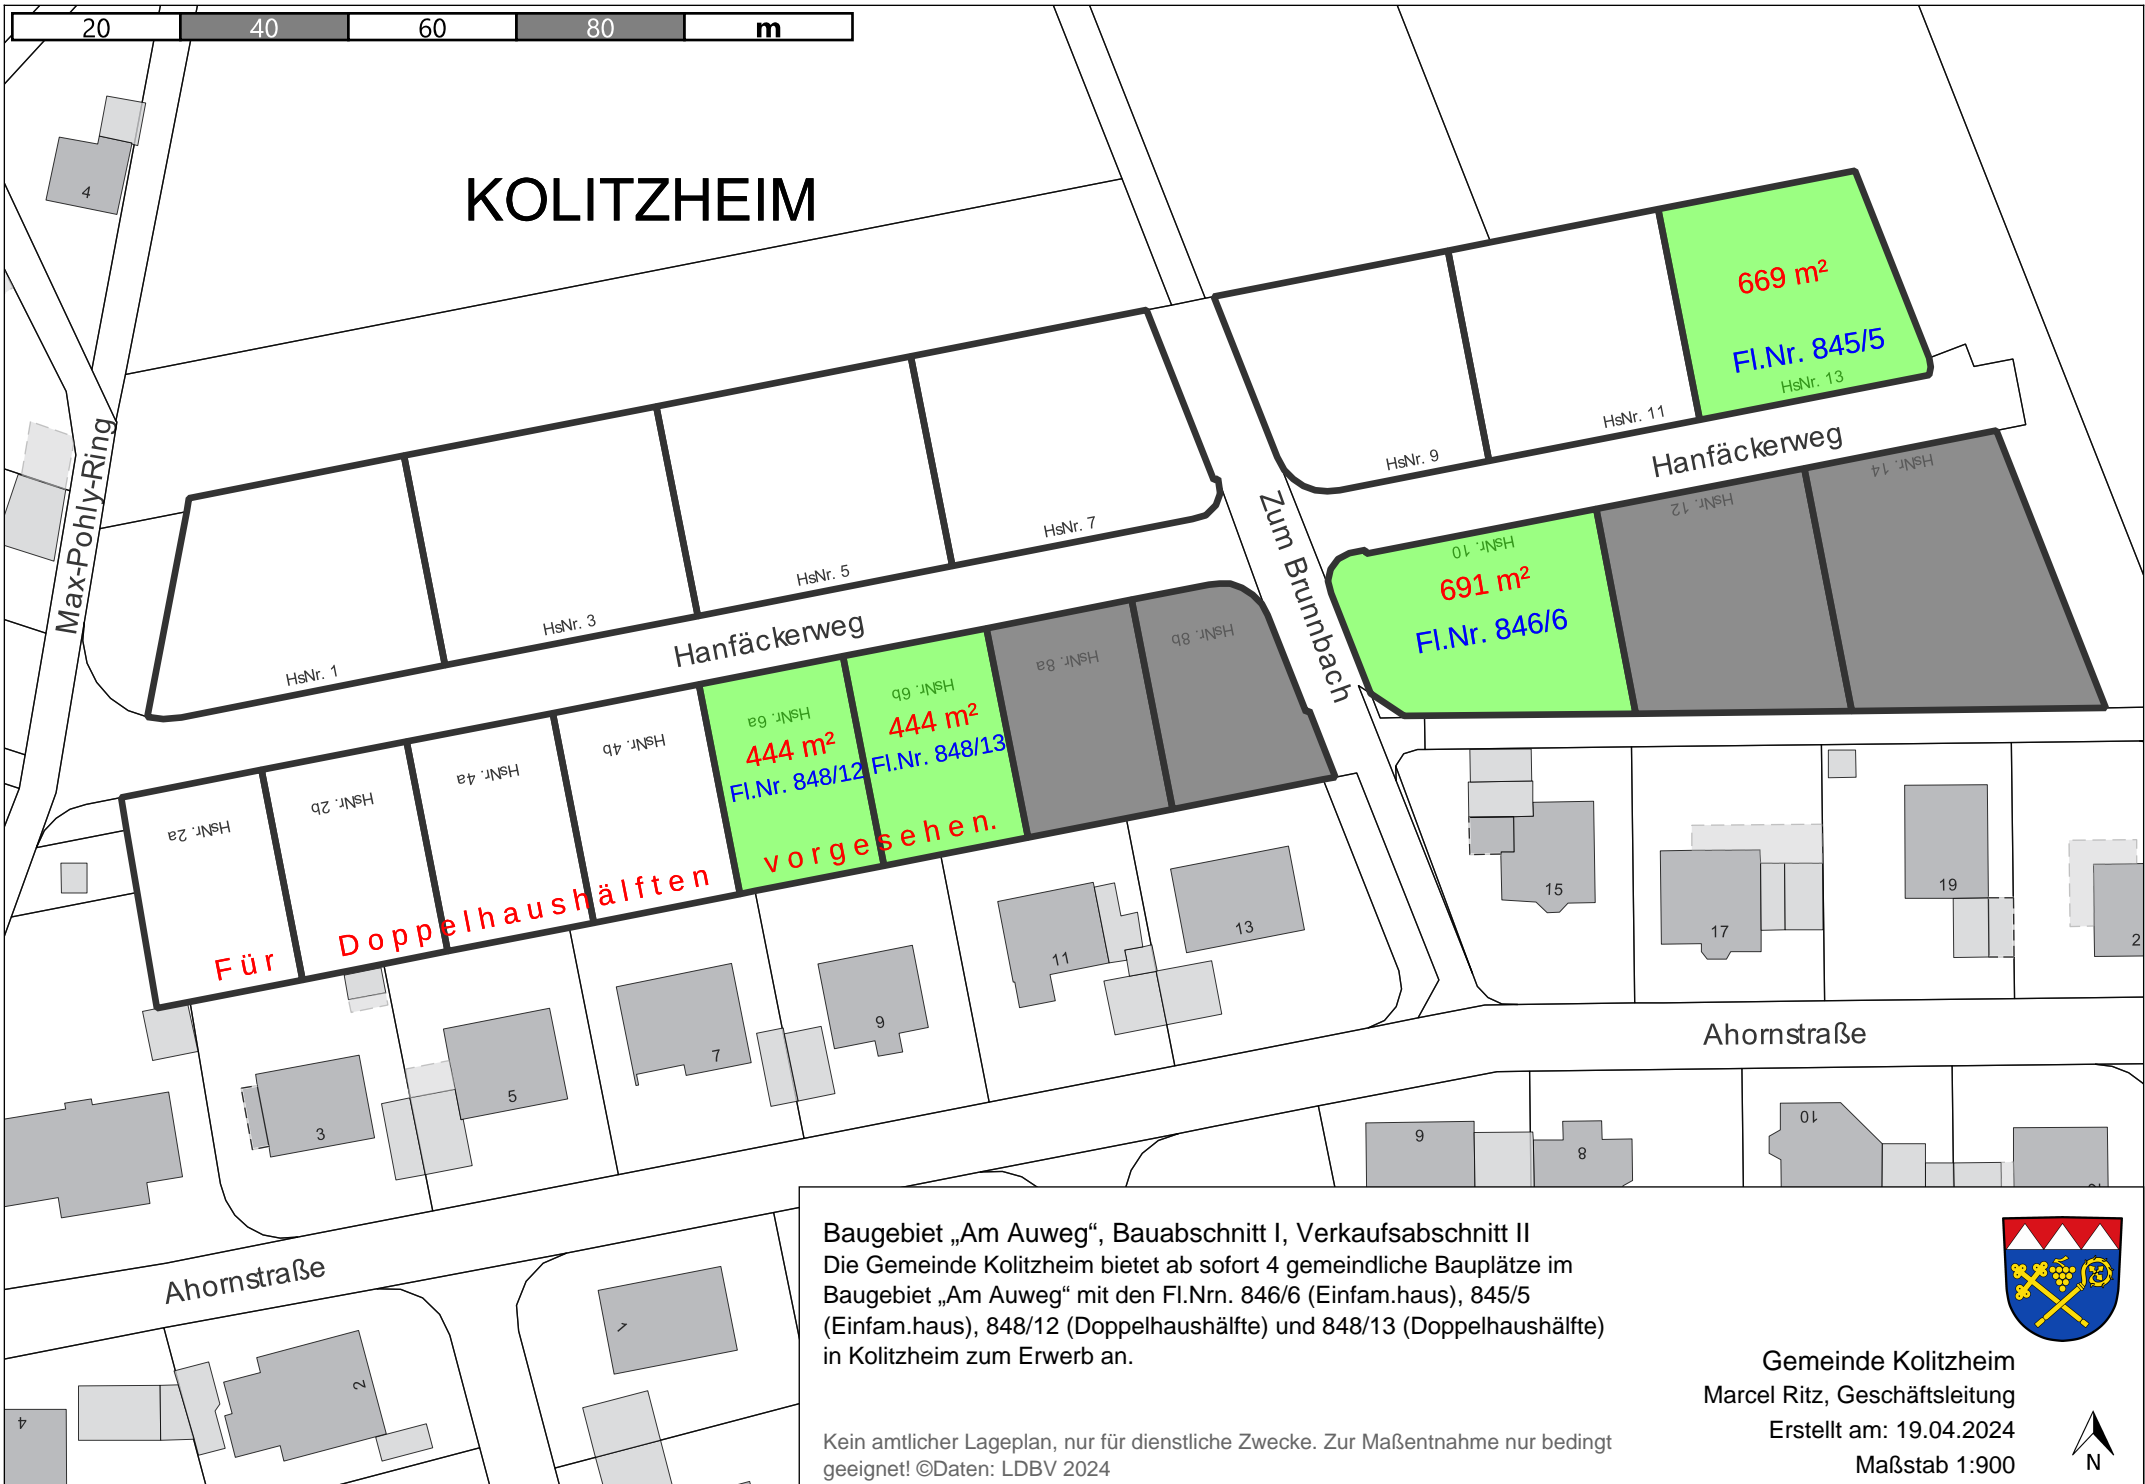 20 40 60 80 m
KOLITZHEIM
4
669 m²
Fl.Nr. 845/5
HsNr. 13
HsNr. 11
HsNr. 9
Hanfäckerweg
HsNr. 14
HsNr. 12
HsNr. 10
691 m²
Fl.Nr. 846/6
Max-Pohly-Ring
Zum Brunnbach
HsNr. 7
HsNr. 5
HsNr. 3
HsNr. 1
Hanfäckerweg
HsNr. 8b
HsNr. 8a
HsNr. 6b
444 m²
Fl.Nr. 848/13
HsNr. 6a
444 m²
Fl.Nr. 848/12
HsNr. 4b
HsNr. 4a
HsNr. 2b
HsNr. 2a
Für Doppelhaushälften vorgesehen.
15
17
19
2
13
11
9
7
5
3
Ahornstraße
6
8
10
Ahornstraße
1
2
4
Baugebiet „Am Auweg“, Bauabschnitt I, Verkaufsabschnitt II
Die Gemeinde Kolitzheim bietet ab sofort 4 gemeindliche Bauplätze im
Baugebiet „Am Auweg“ mit den Fl.Nrn. 846/6 (Einfam.haus), 845/5
(Einfam.haus), 848/12 (Doppelhaushälfte) und 848/13 (Doppelhaushälfte)
in Kolitzheim zum Erwerb an.
Kein amtlicher Lageplan, nur für dienstliche Zwecke. Zur Maßentnahme nur bedingt
geeignet! ©Daten: LDBV 2024
Gemeinde Kolitzheim
Marcel Ritz, Geschäftsleitung
Erstellt am: 19.04.2024
Maßstab 1:900
N